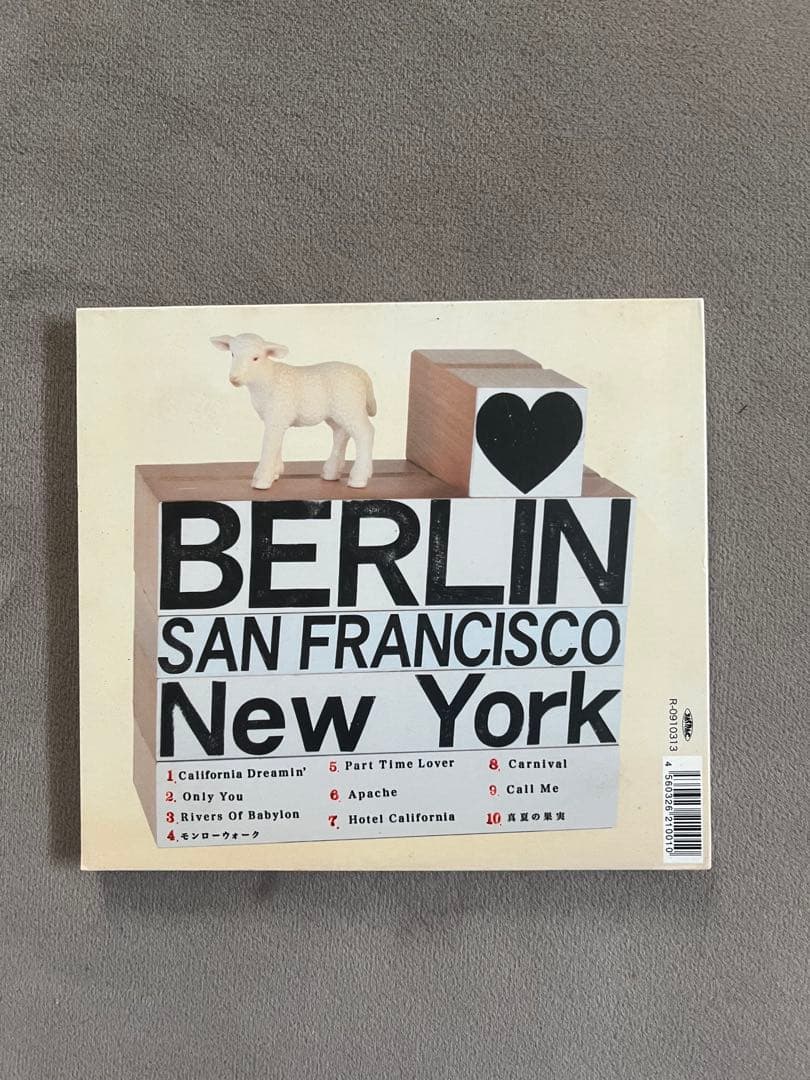 BERLIN
SAN FRANCISCO
New York
1. California Dreamin'
2. Only You
3. Rivers Of Babylon
4. モンローウォーク
5. Part Time Lover
6. Apache
7. Hotel California
8. Carnival
9. Call Me
10. 真夏の果実
R-0910313
4 560326 210010